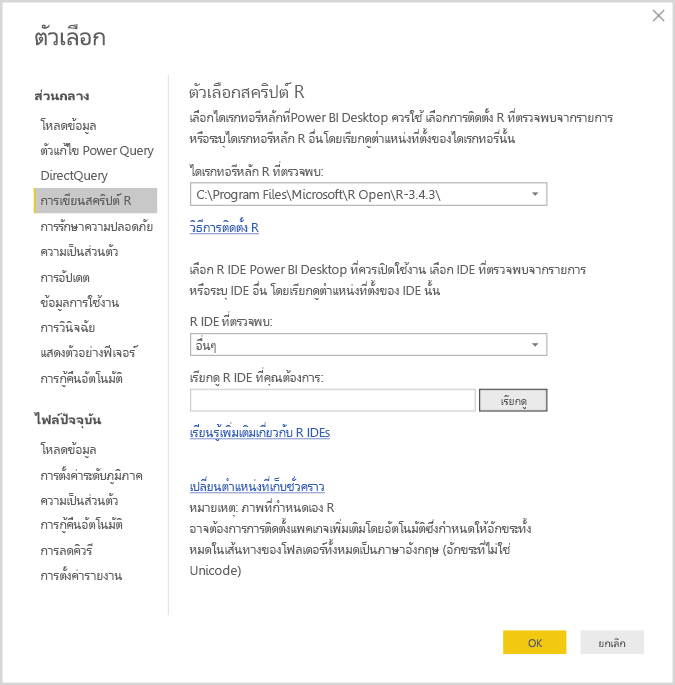 ตัวเลือก
ส่วนกลาง
โหลดข้อมูล
ตัวแก้ไข Power Query
DirectQuery
การเขียนสคริปต์ R
การรักษาความปลอดภัย
ความเป็นส่วนตัว
การอัปเดต
ข้อมูลการใช้งาน
การวินิจฉัย
แสดงตัวอย่างฟีเจอร์
การกู้คืนอัตโนมัติ
ไฟล์ปัจจุบัน
โหลดข้อมูล
การตั้งค่าระดับภูมิภาค
ความเป็นส่วนตัว
การกู้คืนอัตโนมัติ
การลดคิวรี
การตั้งค่ารายงาน
ตัวเลือกสคริปต์ R
เลือกไดเรกทอรีหลักที่Power BI Desktop ควรใช้ เลือกการติดตั้ง R ที่ตรวจพบจากรายการ
หรือระบุไดเรกทอรีหลัก R อื่นโดยเรียกดูตำแหน่งที่ตั้งของไดเรกทอรีนั้น
ไดเรกทอรีหลัก R ที่ตรวจพบ:
C:\Program Files\Microsoft\R Open\R-3.4.3\
วิธีการติดตั้ง R
เลือก R IDE Power BI Desktop ที่ควรเปิดใช้งาน เลือก IDE ที่ตรวจพบจากรายการ
หรือระบุ IDE อื่น โดยเรียกดูตำแหน่งที่ตั้งของ IDE นั้น
R IDE ที่ตรวจพบ:
อื่นๆ
เรียกดู R IDE ที่คุณต้องการ:
เรียกดู
เรียนรู้เพิ่มเติมเกี่ยวกับ R IDEs
เปลี่ยนตำแหน่งที่เก็บชั่วคราว
หมายเหตุ: ภาพที่กำหนดเอง R
อาจต้องการการติดตั้งแพคเกจเพิ่มเติมโดยอัตโนมัติซึ่งกำหนดให้อักขระทั้ง
หมดในเส้นทางของโฟลเดอร์ทั้งหมดเป็นภาษาอังกฤษ (อักขระที่ไม่ใช่
Unicode)
OK
ยกเลิก